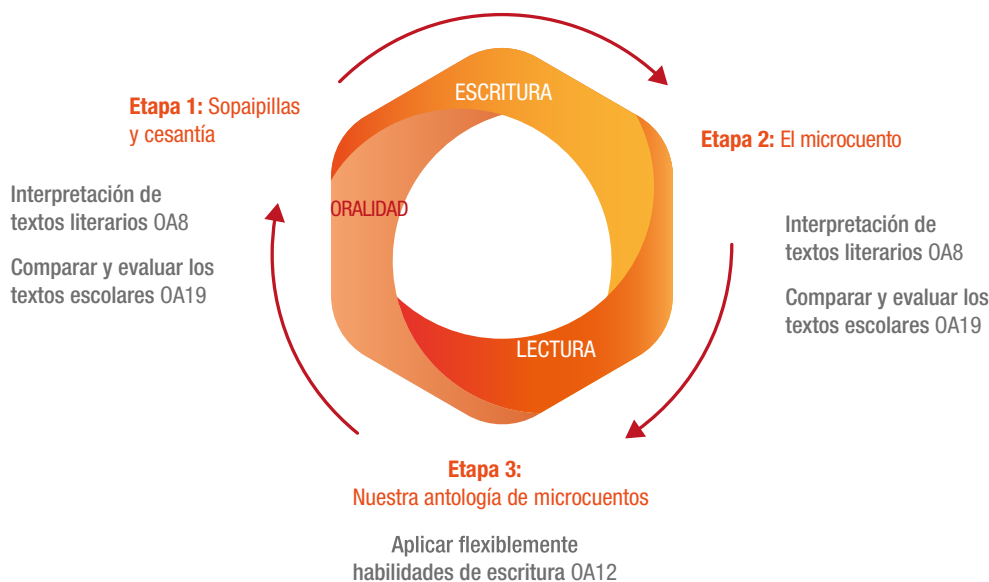 ESCRITURA
Etapa 1: Sopaipillas
y cesantía
Interpretación de
textos literarios OA8
Comparar y evaluar los
textos escolares OA19
ORALIDAD
Etapa 2: El microcuento
Interpretación de
textos literarios OA8
Comparar y evaluar los
textos escolares OA19
LECTURA
Etapa 3:
Nuestra antología de microcuentos
Aplicar flexiblemente
habilidades de escritura OA12